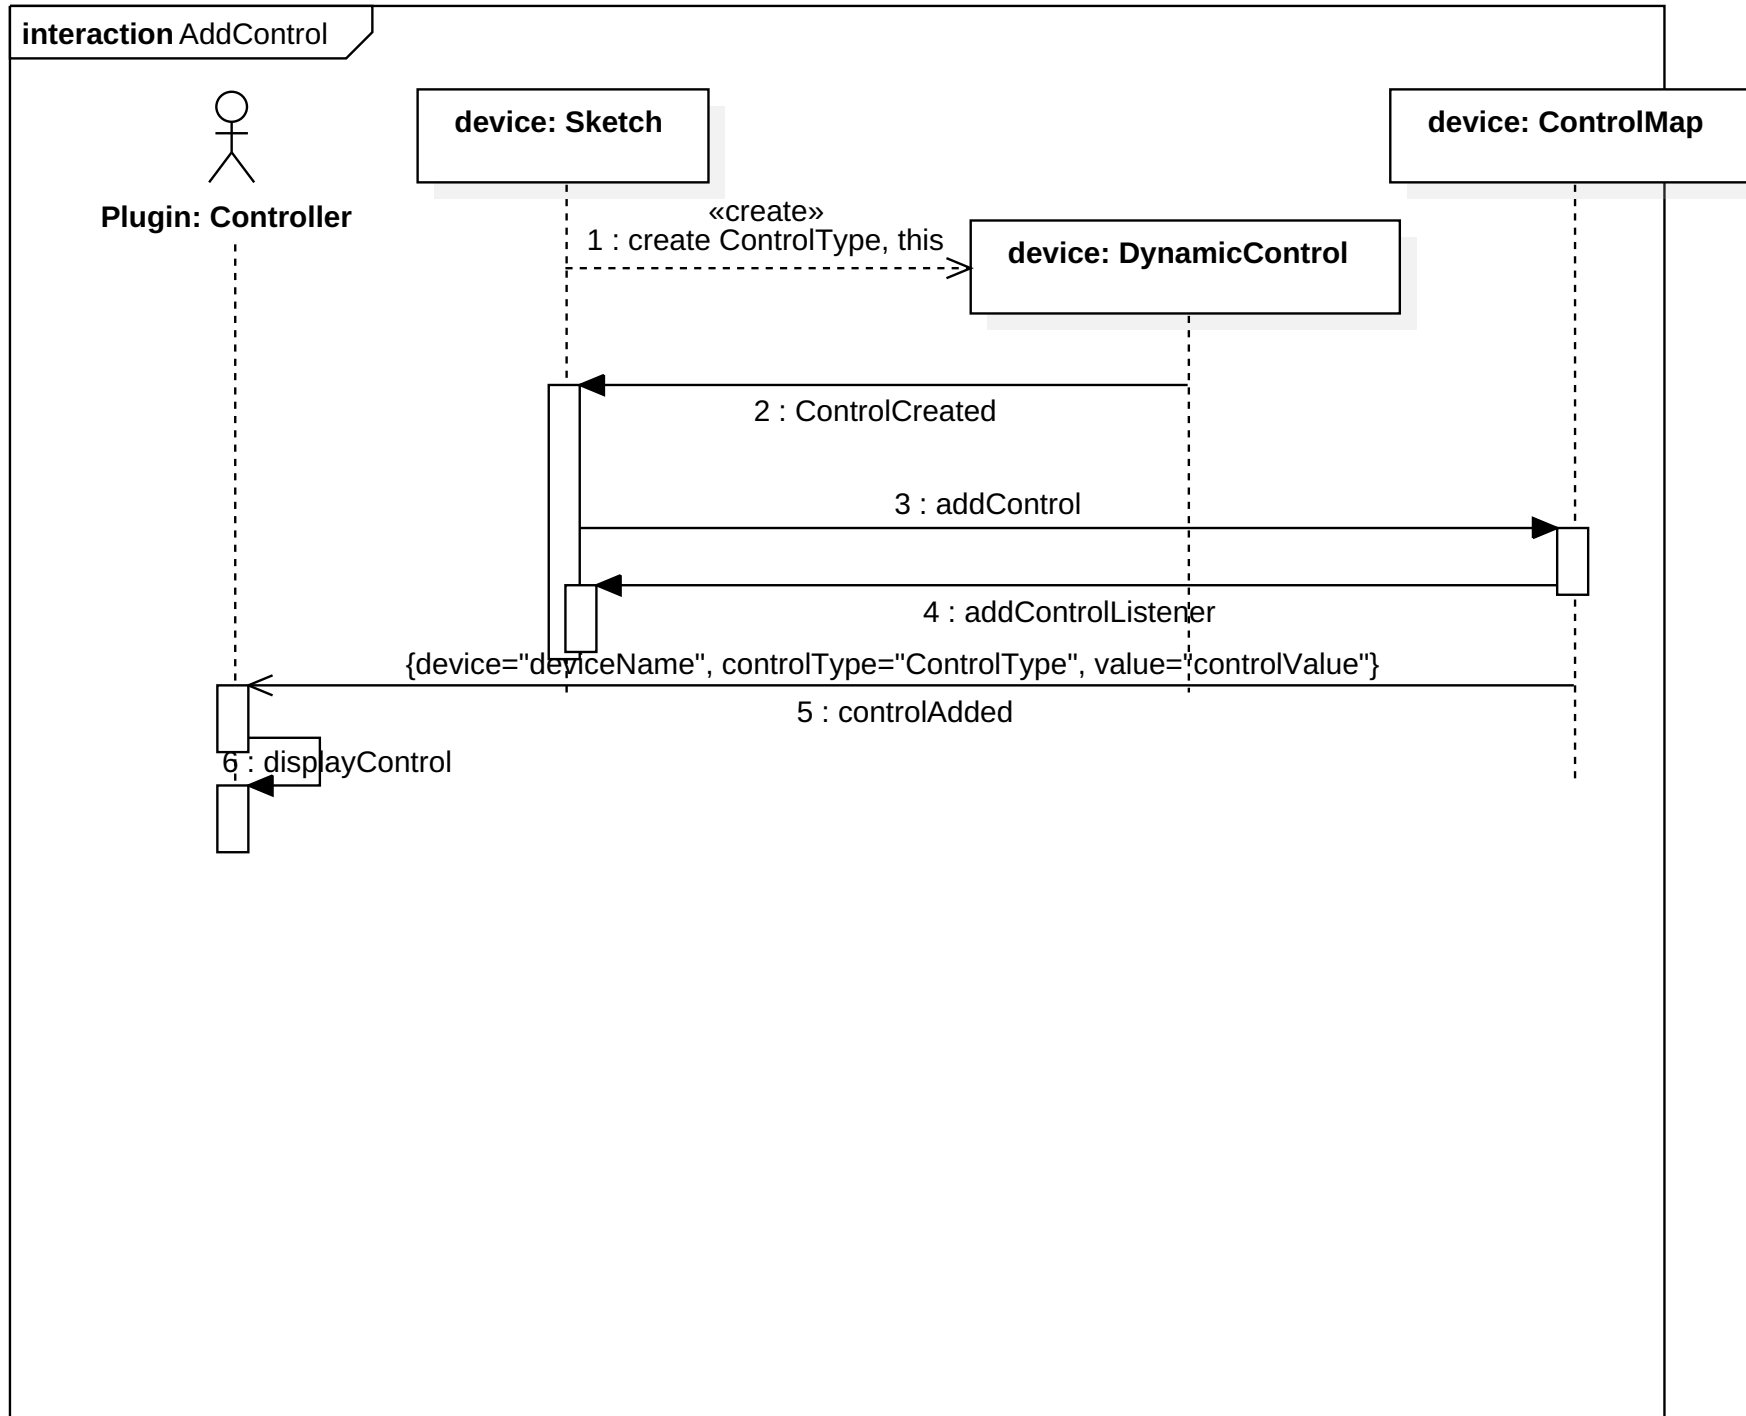 interaction AddControl
device: Sketch
device: ControlMap
Plugin: Controller
«create»
1 : create ControlType, this
device: DynamicControl
2 : ControlCreated
3 : addControl
4 : addControlListener
{device="deviceName", controlType="ControlType", value="controlValue"}
5 : controlAdded
6 : displayControl